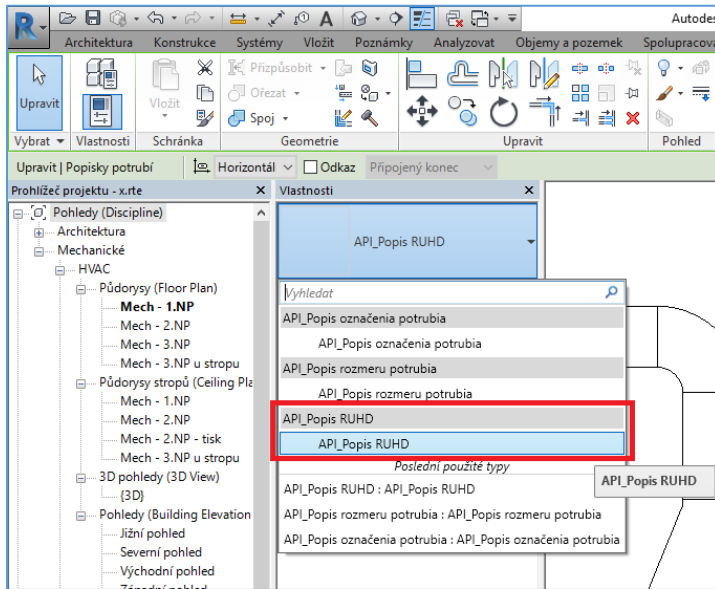 R
A
Autodes
Architektura Konstrukce Systémy Vložit Poznámky Analyzovat Objemy a pozemek Spolupracova
Upravit
Vložit
Přizpůsobit
Ořezat
Spoj
Vybrat Vlastnosti Schránka Geometrie Upravit Pohled
Upravit | Popisky potrubí Horizontál Odkaz Připojený konec
Prohlížeč projektu - x.rte
Pohledy (Discipline)
Architektura
Mechanické
HVAC
Půdorysy (Floor Plan)
Mech - 1.NP
Mech - 2.NP
Mech - 3.NP
Mech - 3.NP u stropu
Půdorysy stropů (Ceiling Pla
Mech - 1.NP
Mech - 2.NP
Mech - 2.NP - tisk
Mech - 3.NP u stropu
3D pohledy (3D View)
{3D}
Pohledy (Building Elevation
Jižní pohled
Severní pohled
Východní pohled
Západní pohled
Vlastnosti
API_Popis RUHD
Vyhledat
API_Popis označenia potrubia
API_Popis označenia potrubia
API_Popis rozmeru potrubia
API_Popis rozmeru potrubia
API_Popis RUHD
API_Popis RUHD
Poslední použité typy
API_Popis RUHD : API_Popis RUHD
API_Popis rozmeru potrubia : API_Popis rozmeru potrubia
API_Popis označenia potrubia : API_Popis označenia potrubia
API_Popis RUHD